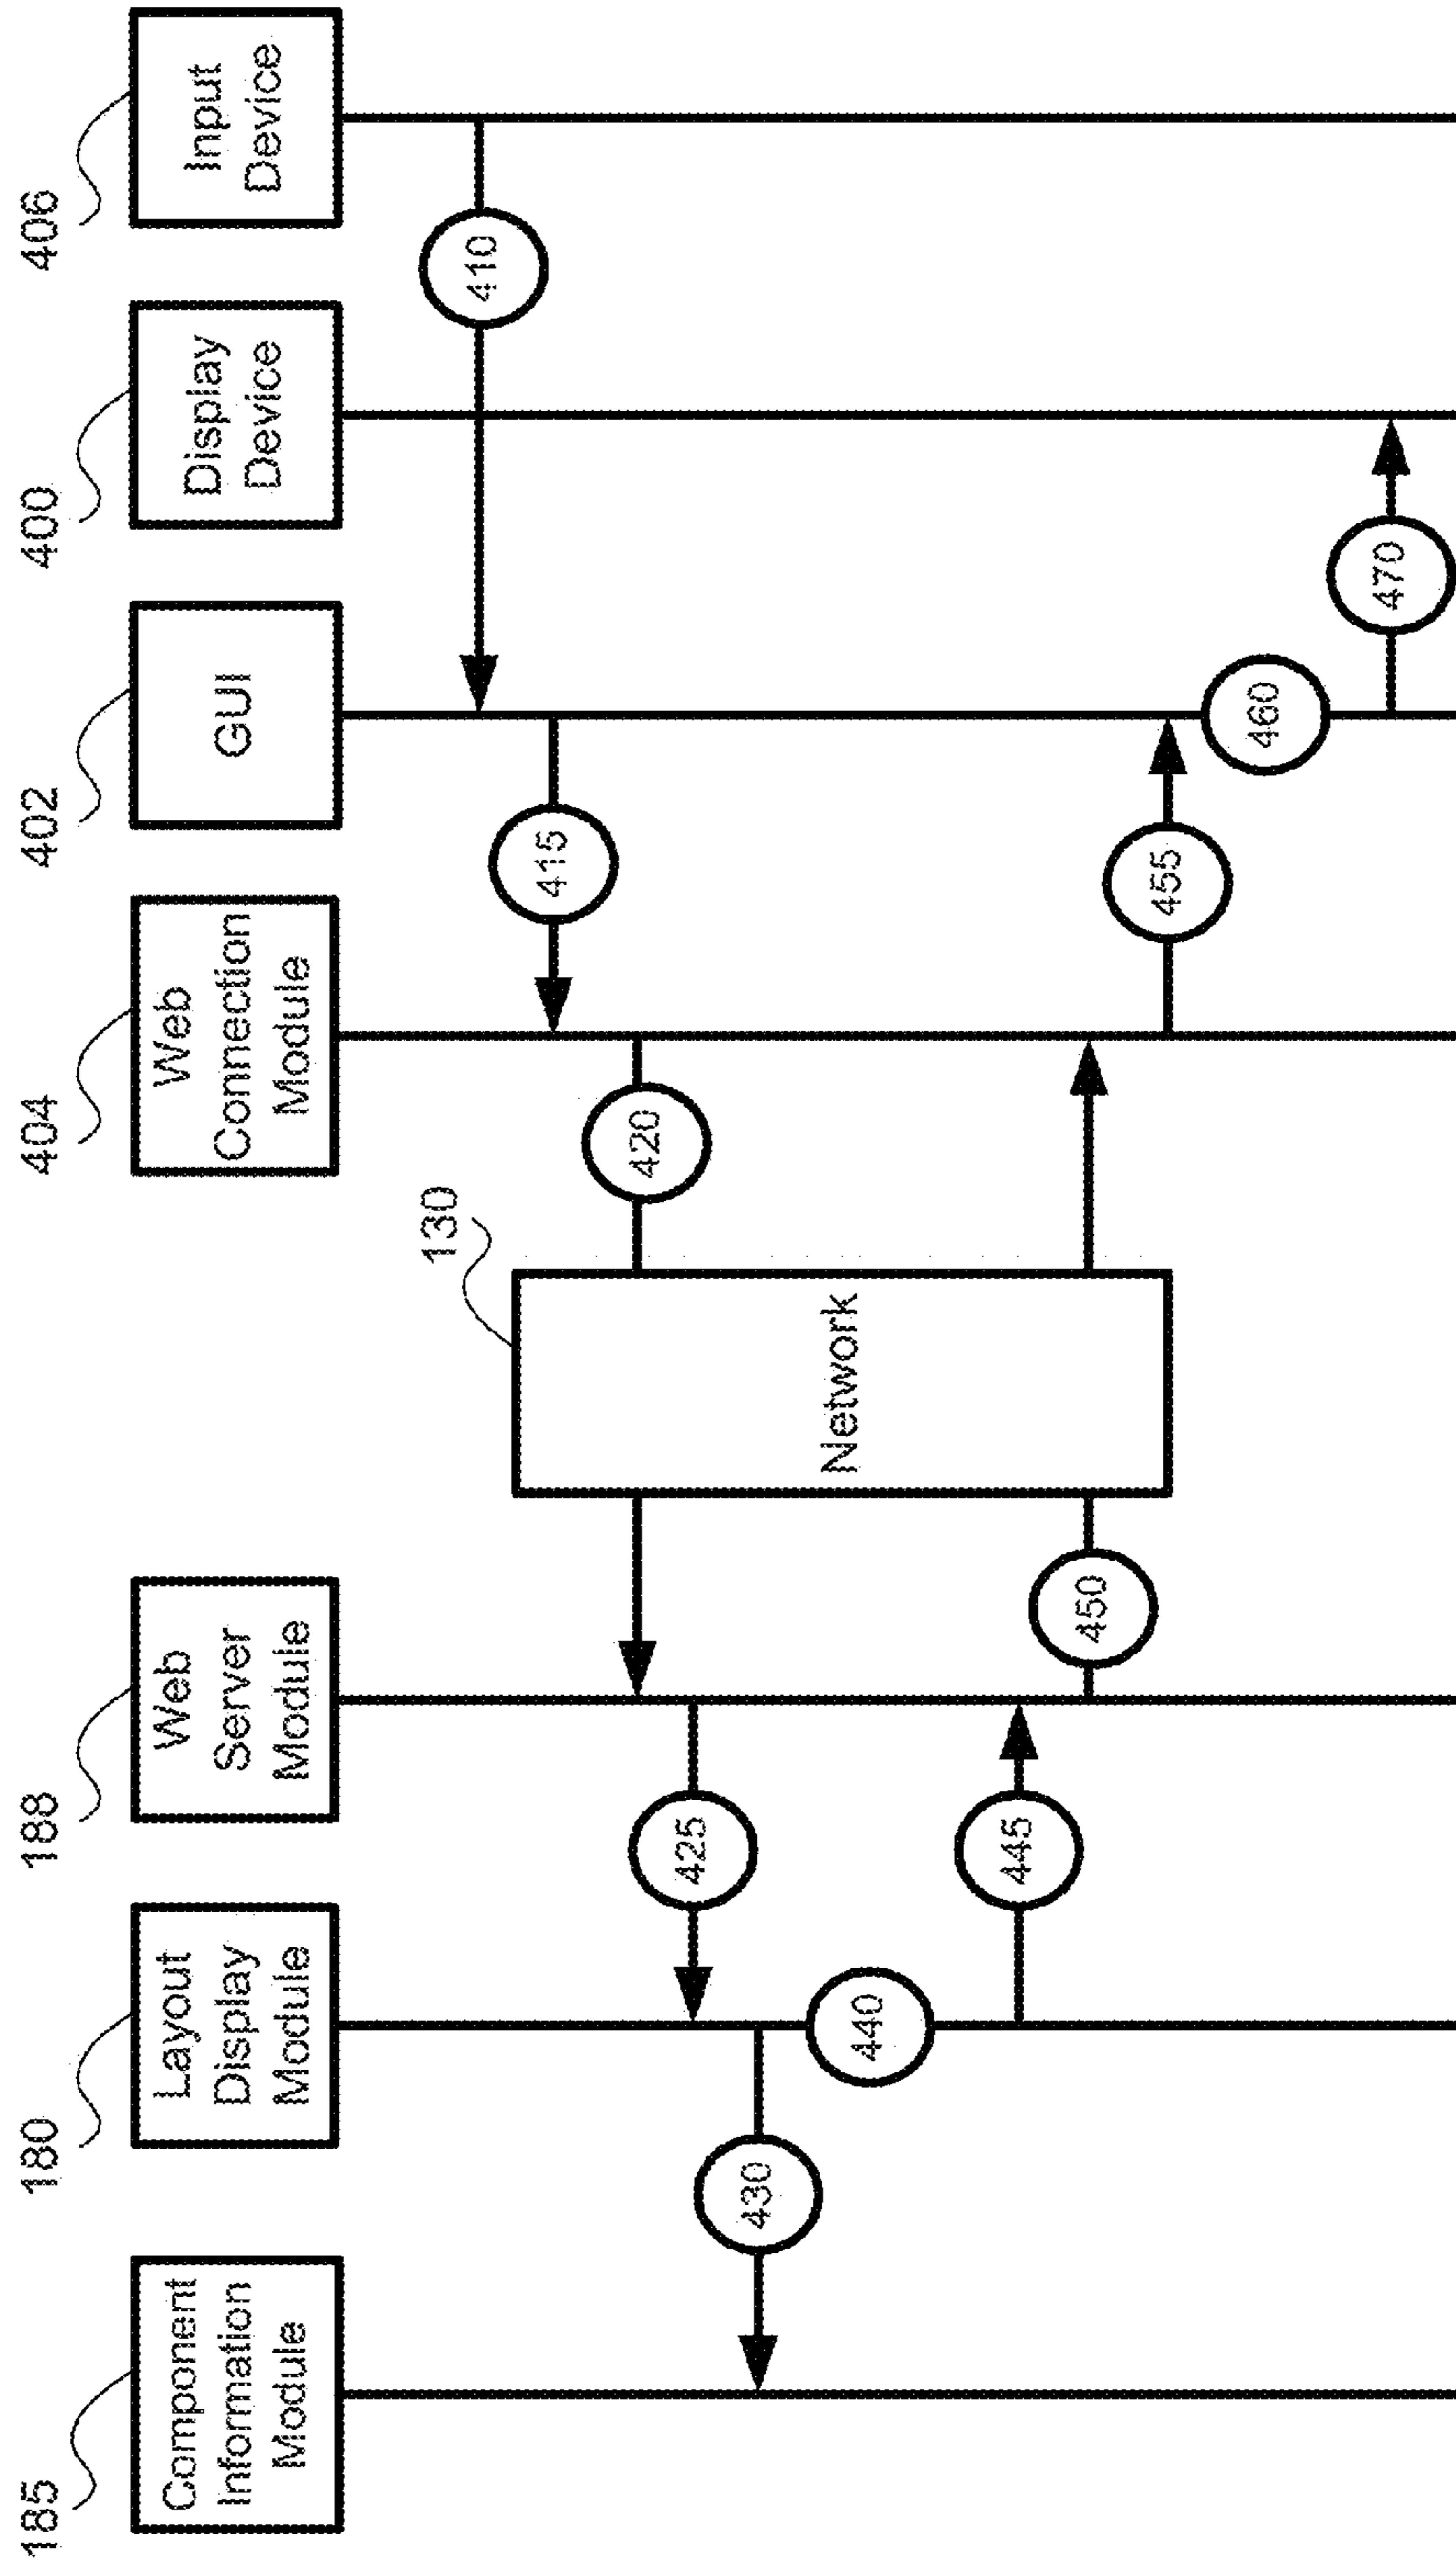 185
180
188
404
402
400
406
Component
Information
Module
Layout
Display
Module
Web
Server
Module
Web
Connection
Module
GUI
Display
Device
Input
Device
130
Network
410
415
420
425
430
440
445
450
455
460
470